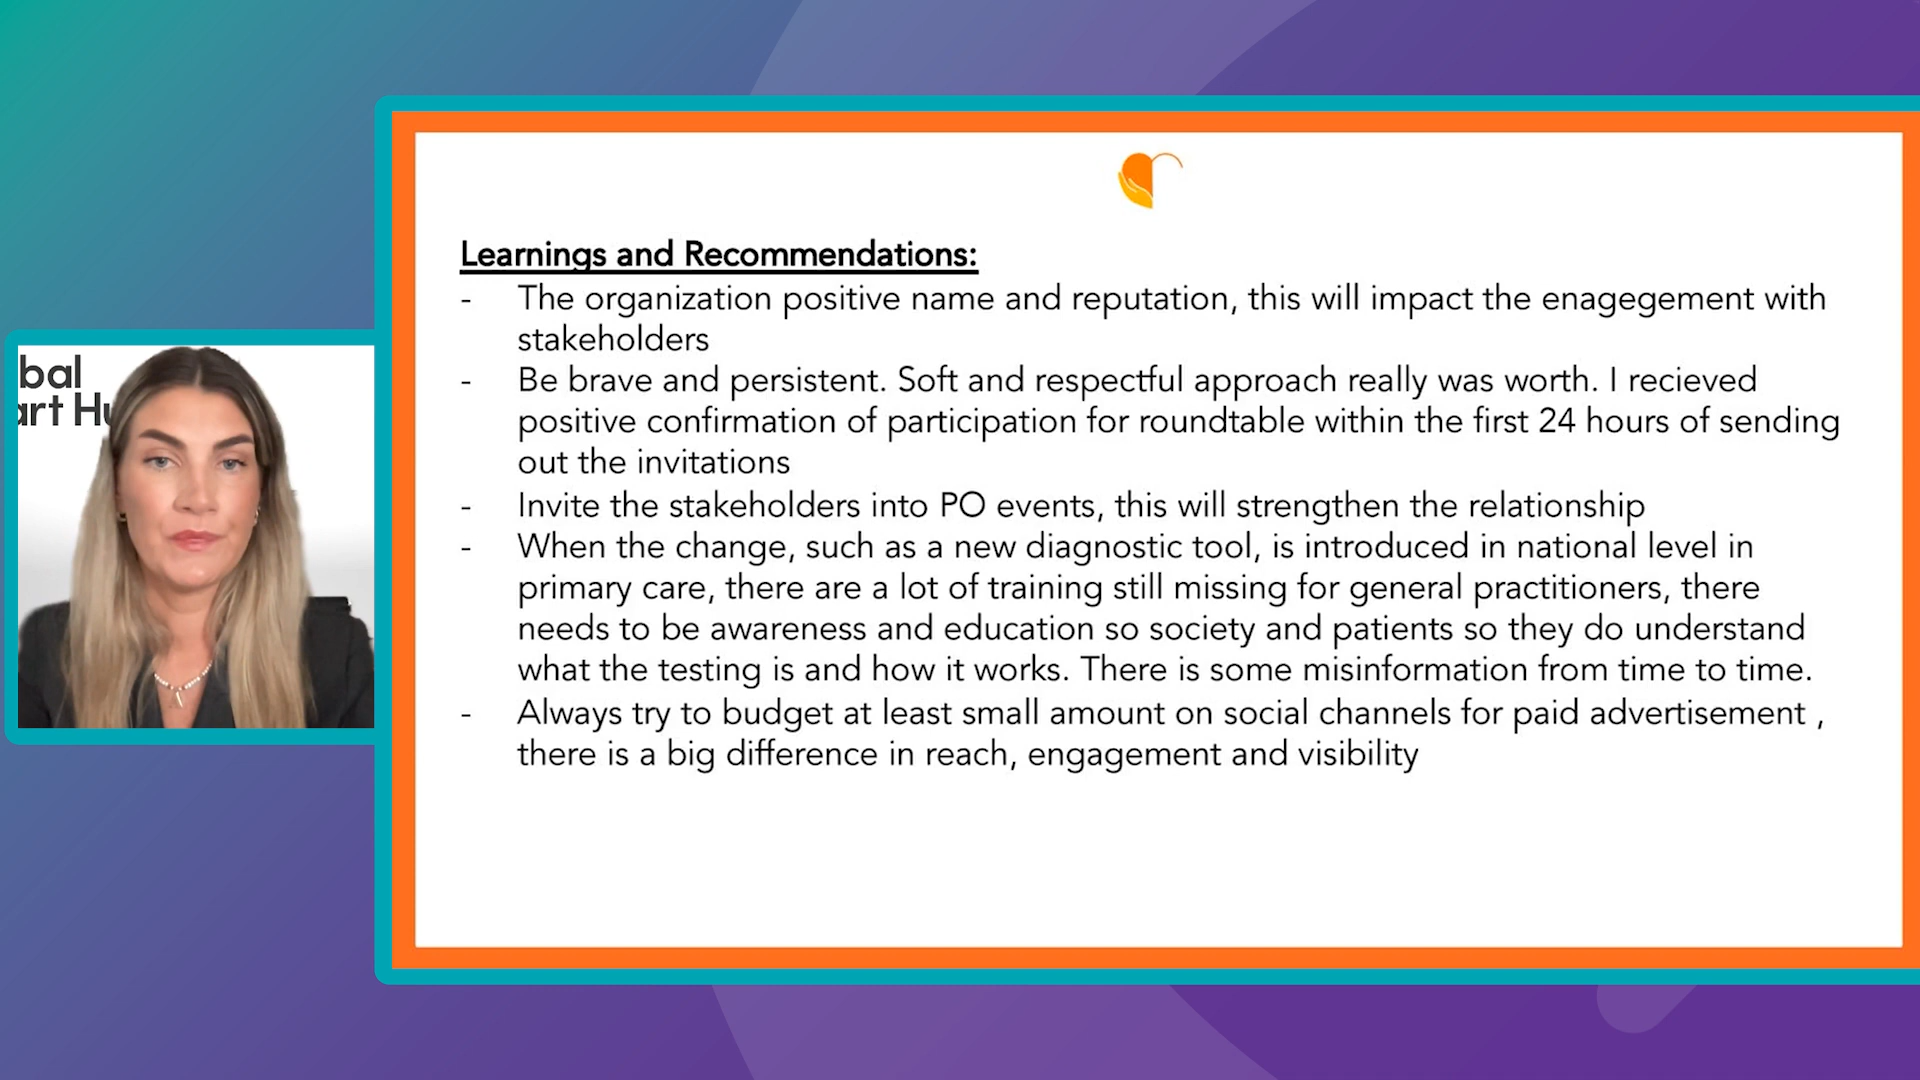 bal
art Hu
Learnings and Recommendations:
- The organization positive name and reputation, this will impact the enagegement with
stakeholders
- Be brave and persistent. Soft and respectful approach really was worth. I recieved
positive confirmation of participation for roundtable within the first 24 hours of sending
out the invitations
- Invite the stakeholders into PO events, this will strengthen the relationship
- When the change, such as a new diagnostic tool, is introduced in national level in
primary care, there are a lot of training still missing for general practitioners, there
needs to be awareness and education so society and patients so they do understand
what the testing is and how it works. There is some misinformation from time to time.
- Always try to budget at least small amount on social channels for paid advertisement ,
there is a big difference in reach, engagement and visibility